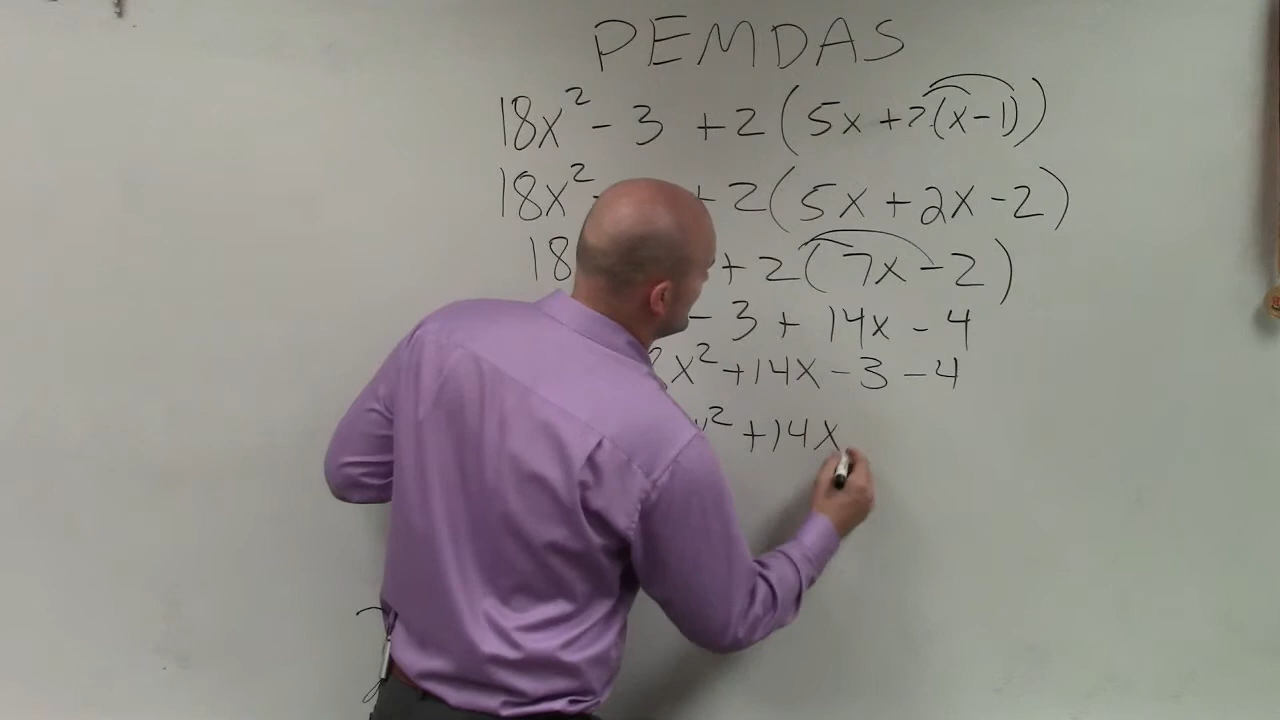 PEMDAS
18x² - 3 + 2(5x + 2(x - 1))
18x² - + 2(5x + 2x - 2)
18 + 2(7x - 2)
- 3 + 14x - 4
x² + 14x - 3 - 4
² + 14x